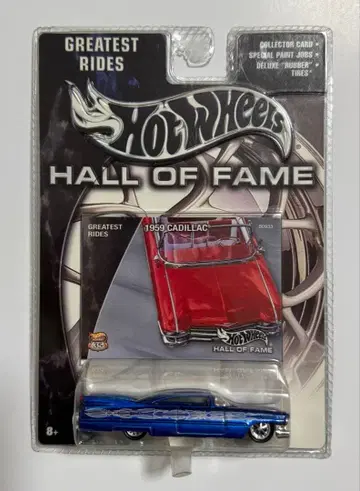 GREATEST
RIDES
COLLECTOR CARD •
SPECIAL PAINT JOBS •
DELUXE "RUBBER" •
TIRES
HOT WHEELS
HALL OF FAME
GREATEST
RIDES
1959 CADILLAC
HOT WHEELS
HALL OF FAME
8+